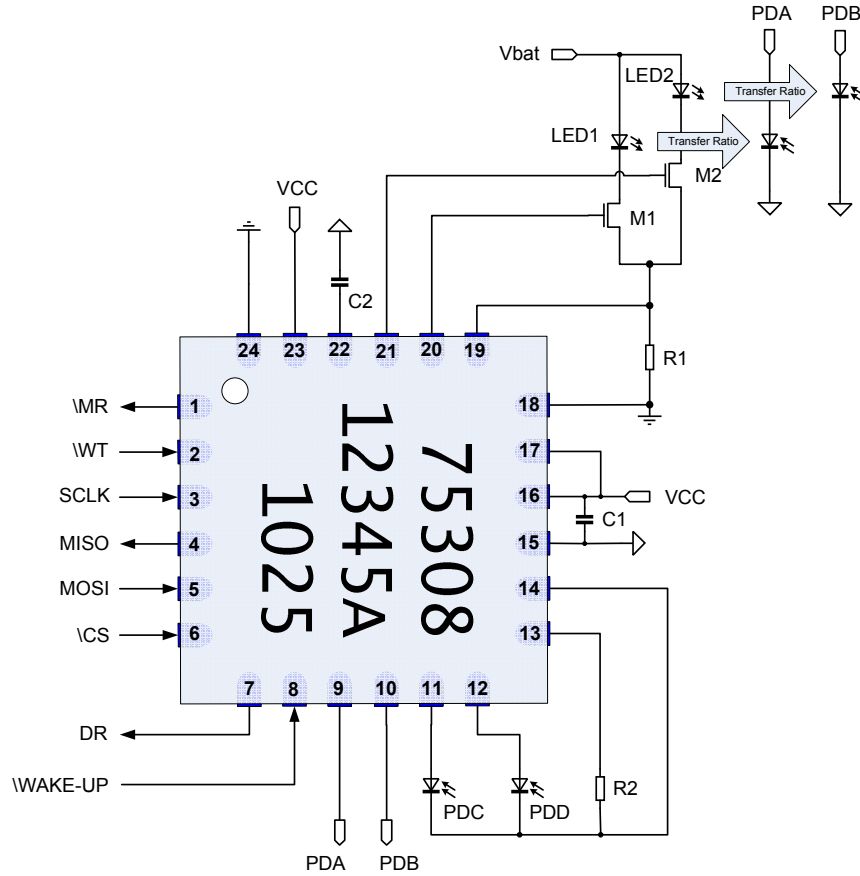 PDA
PDB
Vbat
LED2
Transfer Ratio
LED1
Transfer Ratio
VCC
M2
M1
C2
24
23
22
21
20
19
R1
\MR
1
18
\WT
2
17
SCLK
3
16
VCC
C1
MISO
4
15
MOSI
5
14
\CS
6
13
75308
12345A
1025
7
8
9
10
11
12
DR
\WAKE-UP
PDC
PDD
R2
PDA
PDB